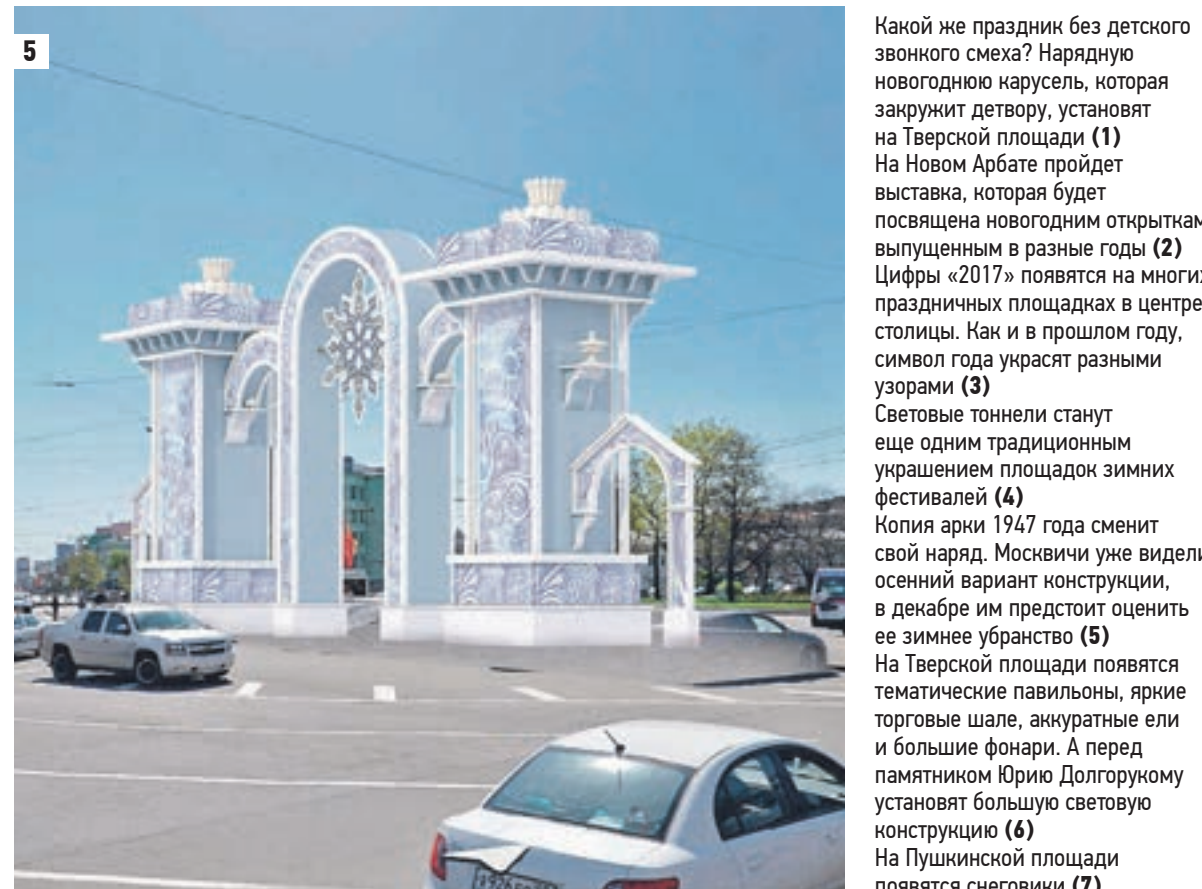 5
Какой же праздник без детского
звонкого смеха? Нарядную
новогоднюю карусель, которая
закружит детвору, установят
на Тверской площади (1)
На Новом Арбате пройдет
выставка, которая будет
посвящена новогодним открыткам
выпущенным в разные годы (2)
Цифры «2017» появятся на многих
праздничных площадках в центре
столицы. Как и в прошлом году,
символ года украсят разными
узорами (3)
Световые тоннели станут
еще одним традиционным
украшением площадок зимних
фестивалей (4)
Копия арки 1947 года сменит
свой наряд. Москвичи уже видели
осенний вариант конструкции,
в декабре им предстоит оценить
ее зимнее убранство (5)
На Тверской площади появятся
тематические павильоны, яркие
торговые шале, аккуратные ели
и большие фонари. А перед
памятником Юрию Долгорукому
установят большую световую
конструкцию (6)
На Пушкинской площади
появятся снеговики (7)